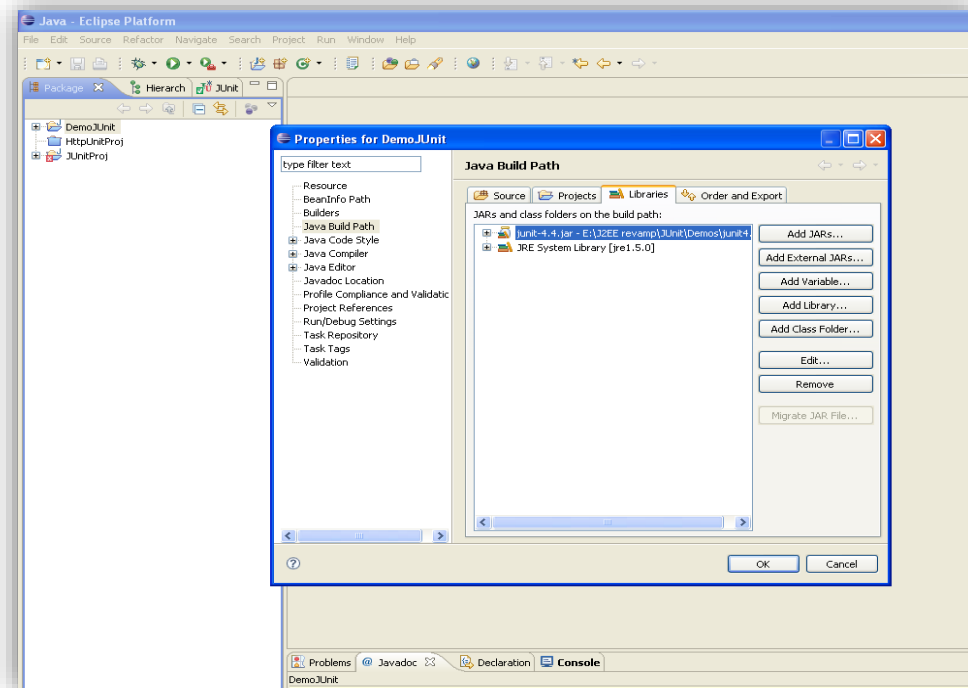 Java - Eclipse Platform
File Edit Source Refactor Navigate Search Project Run Window Help
Package Hierarch JUnit
DemoJUnit
HttpUnitProj
JUnitProj
Properties for DemoJUnit
type filter text
Resource
BeanInfo Path
Builders
Java Build Path
Java Code Style
Java Compiler
Java Editor
Javadoc Location
Profile Compliance and Validatic
Project References
Run/Debug Settings
Task Repository
Task Tags
Validation
Java Build Path
Source Projects Libraries Order and Export
JARs and class folders on the build path:
junit-4.4.jar - E:\J2EE revamp\JUnit\Demos\junit4.
JRE System Library [jre1.5.0]
Add JARs...
Add External JARs...
Add Variable...
Add Library...
Add Class Folder...
Edit...
Remove
Migrate JAR File...
OK Cancel
Problems @ Javadoc Declaration Console
DemoJUnit